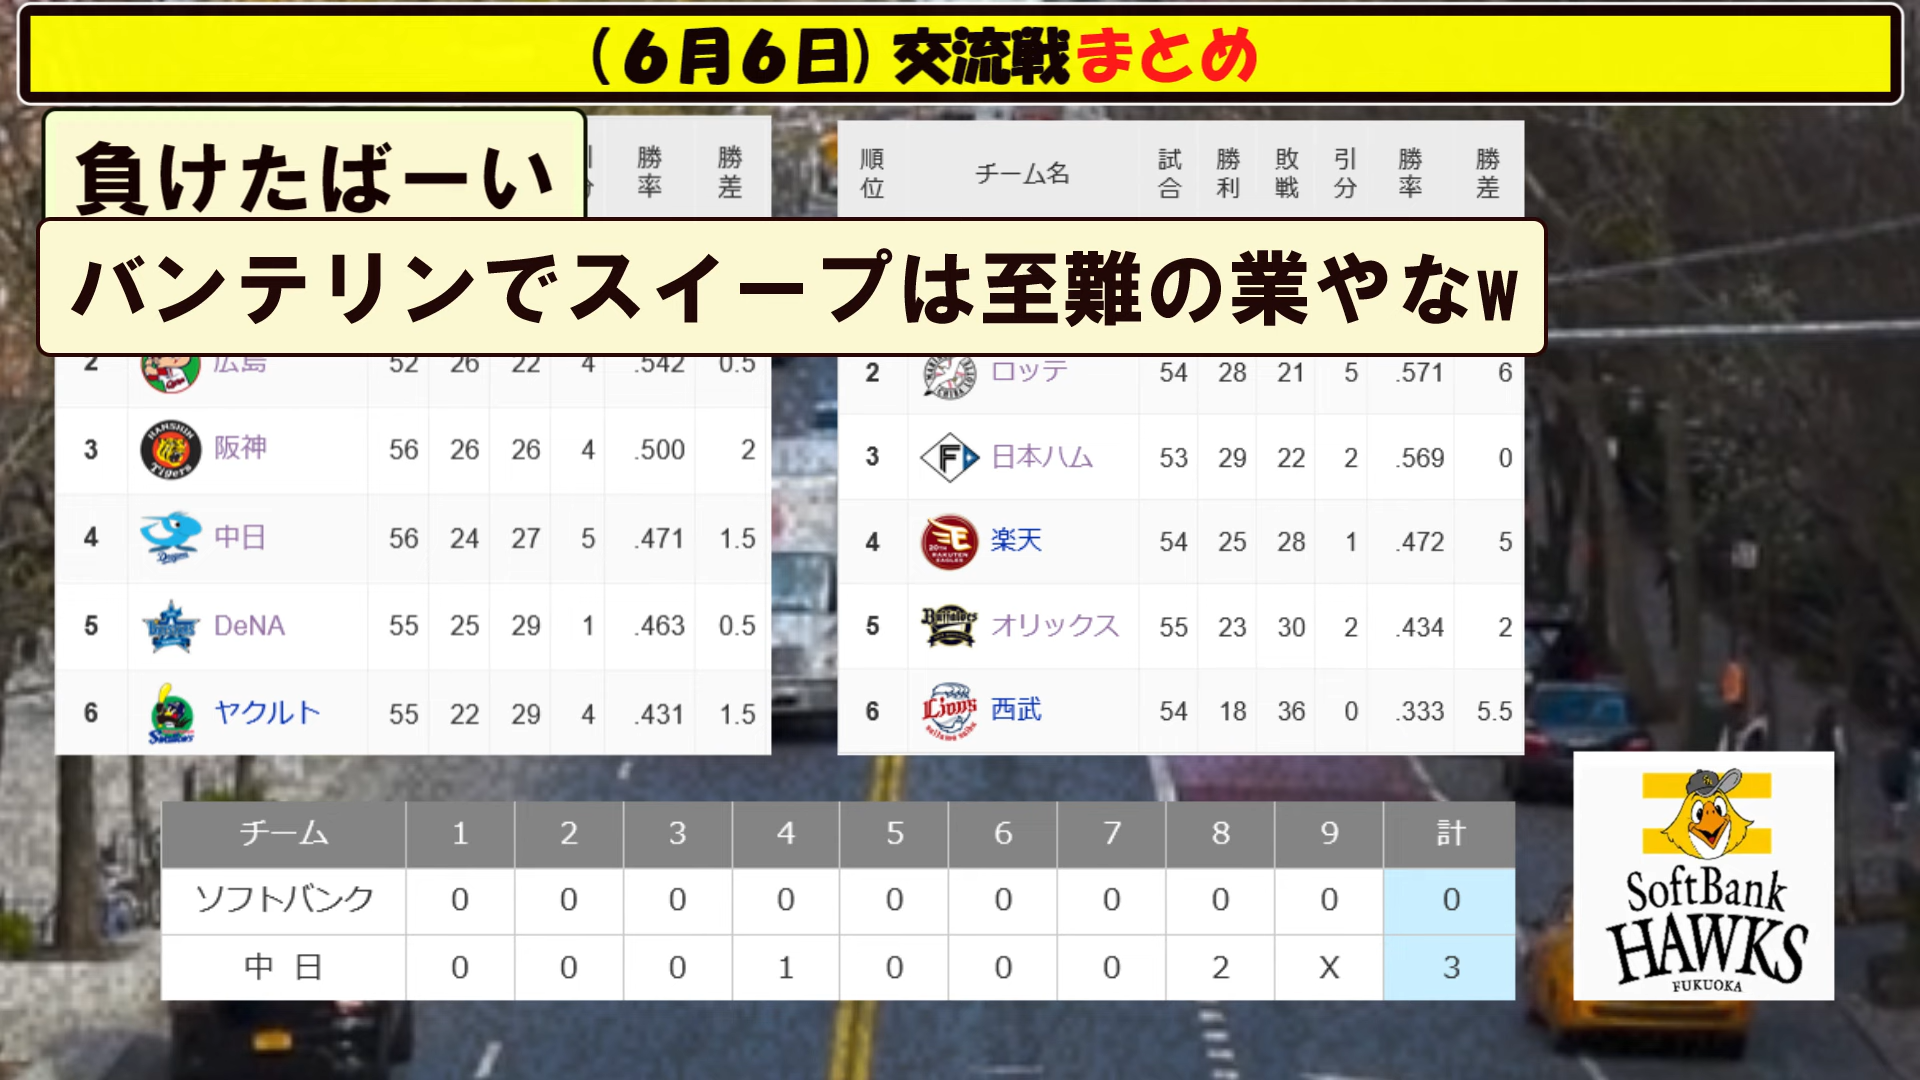 (6月6日) 交流戦まとめ
負けたばーい
勝率 勝差
順位 チーム名 試合 勝利 敗戦 引分 勝率 勝差
バンテリンでスイープは至難の業やなw
2 広島 52 26 22 4 .542 0.5
3 阪神 56 26 26 4 .500 2
4 中日 56 24 27 5 .471 1.5
5 DeNA 55 25 29 1 .463 0.5
6 ヤクルト 55 22 29 4 .431 1.5
2 ロッテ 54 28 21 5 .571 6
3 日本ハム 53 29 22 2 .569 0
4 楽天 54 25 28 1 .472 5
5 オリックス 55 23 30 2 .434 2
6 西武 54 18 36 0 .333 5.5
チーム 1 2 3 4 5 6 7 8 9 計
ソフトバンク 0 0 0 0 0 0 0 0 0 0
中 日 0 0 0 1 0 0 0 2 X 3
SoftBank
HAWKS
FUKUOKA